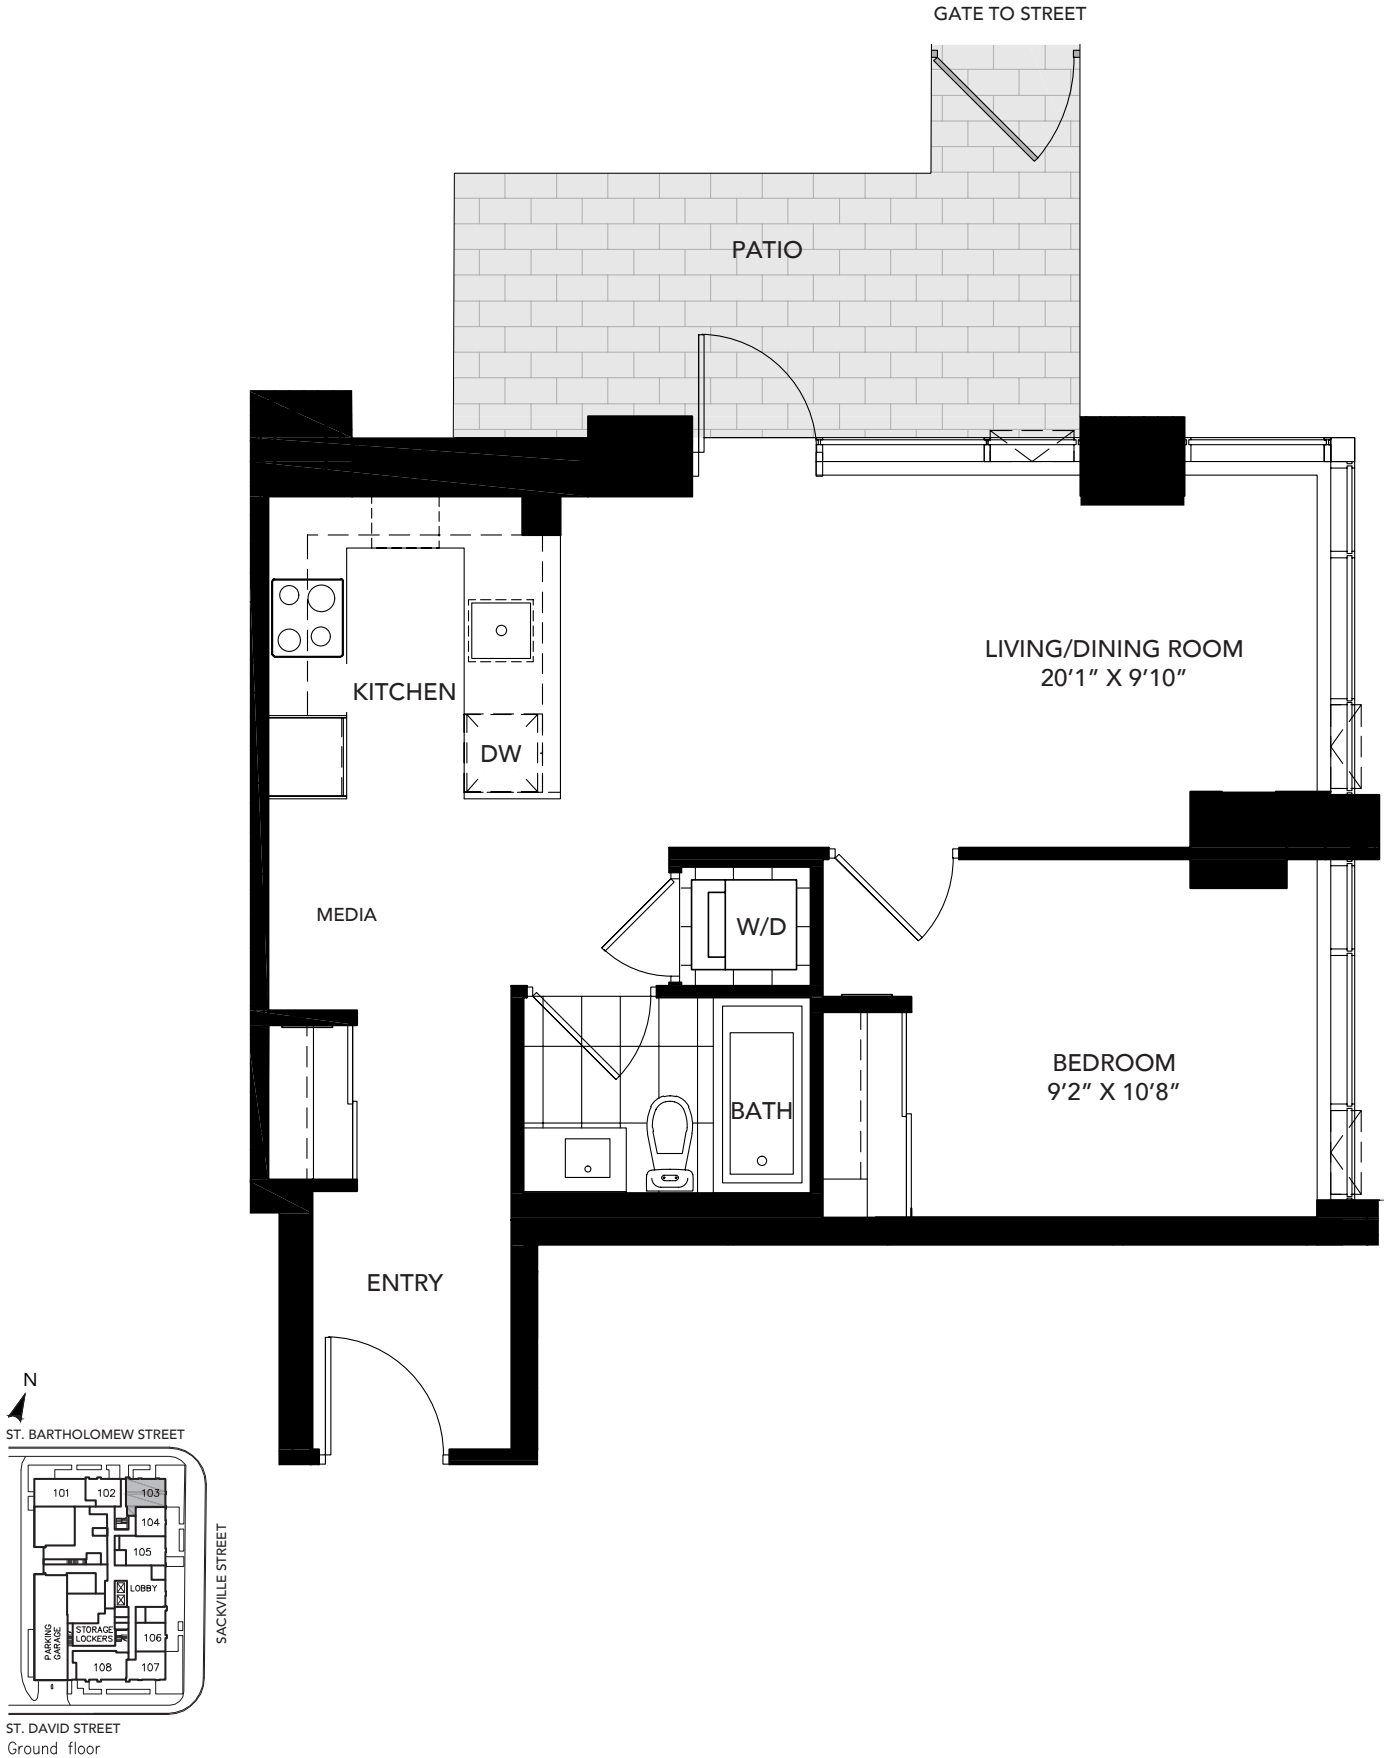 GATE TO STREET
PATIO
LIVING/DINING ROOM
20'1” X 9'10”
KITCHEN
DW
MEDIA
W/D
BEDROOM
9'2” X 10'8”
BATH
ENTRY
N
ST. BARTHOLOMEW STREET
101
102
103
104
105
LOBBY
SACKVILLE STREET
PARKING
GARAGE
STORAGE
LOCKERS
106
108
107
ST. DAVID STREET
Ground floor